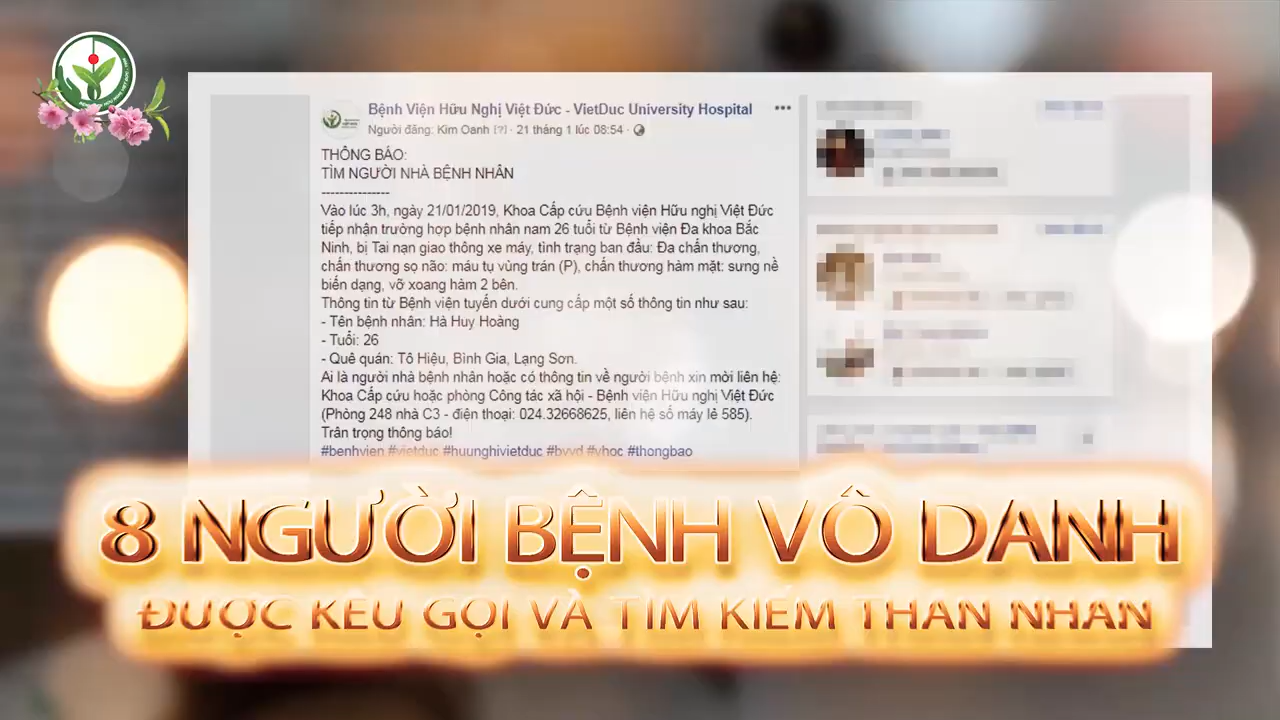 Bệnh Viện Hữu Nghị Việt Đức - VietDuc University Hospital
Người đăng: Kim Oanh [?] · 21 tháng 1 lúc 08:54 ·
THÔNG BÁO:
TÌM NGƯỜI NHÀ BỆNH NHÂN
---------------
Vào lúc 3h, ngày 21/01/2019, Khoa Cấp cứu Bệnh viện Hữu nghị Việt Đức
tiếp nhận trường hợp bệnh nhân nam 26 tuổi từ Bệnh viện Đa khoa Bắc
Ninh, bị Tai nạn giao thông xe máy, tình trạng ban đầu: Đa chấn thương,
chấn thương sọ não: máu tụ vùng trán (P), chấn thương hàm mặt: sưng nề
biến dạng, vỡ xoang hàm 2 bên.
Thông tin từ Bệnh viện tuyến dưới cung cấp một số thông tin như sau:
- Tên bệnh nhân: Hà Huy Hoàng
- Tuổi: 26
- Quê quán: Tô Hiệu, Bình Gia, Lạng Sơn.
Ai là người nhà bệnh nhân hoặc có thông tin về người bệnh xin mời liên hệ:
Khoa Cấp cứu hoặc phòng Công tác xã hội - Bệnh viện Hữu nghị Việt Đức
(Phòng 248 nhà C3 - điện thoại: 024.32668625, liên hệ số máy lẻ 585).
Trân trọng thông báo!
#benhvien #vietduc #huunghivietduc #bvvd #yhoc #thongbao
8 NGƯỜI BỆNH VÔ DANH
ĐƯỢC KÊU GỌI VÀ TÌM KIẾM THÂN NHÂN